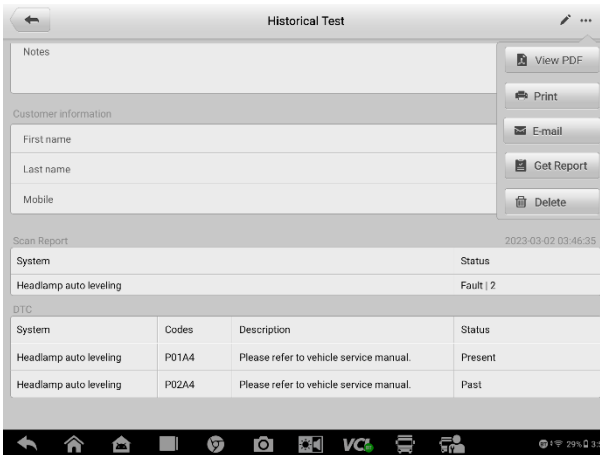 Historical Test
Notes
View PDF
Print
E-mail
Get Report
Delete
Customer information
First name
Last name
Mobile
Scan Report 2023-03-02 03:46:35
System Status
Headlamp auto leveling Fault | 2
DTC
System Codes Description Status
Headlamp auto leveling P01A4 Please refer to vehicle service manual. Present
Headlamp auto leveling P02A4 Please refer to vehicle service manual. Past
VCI 29%